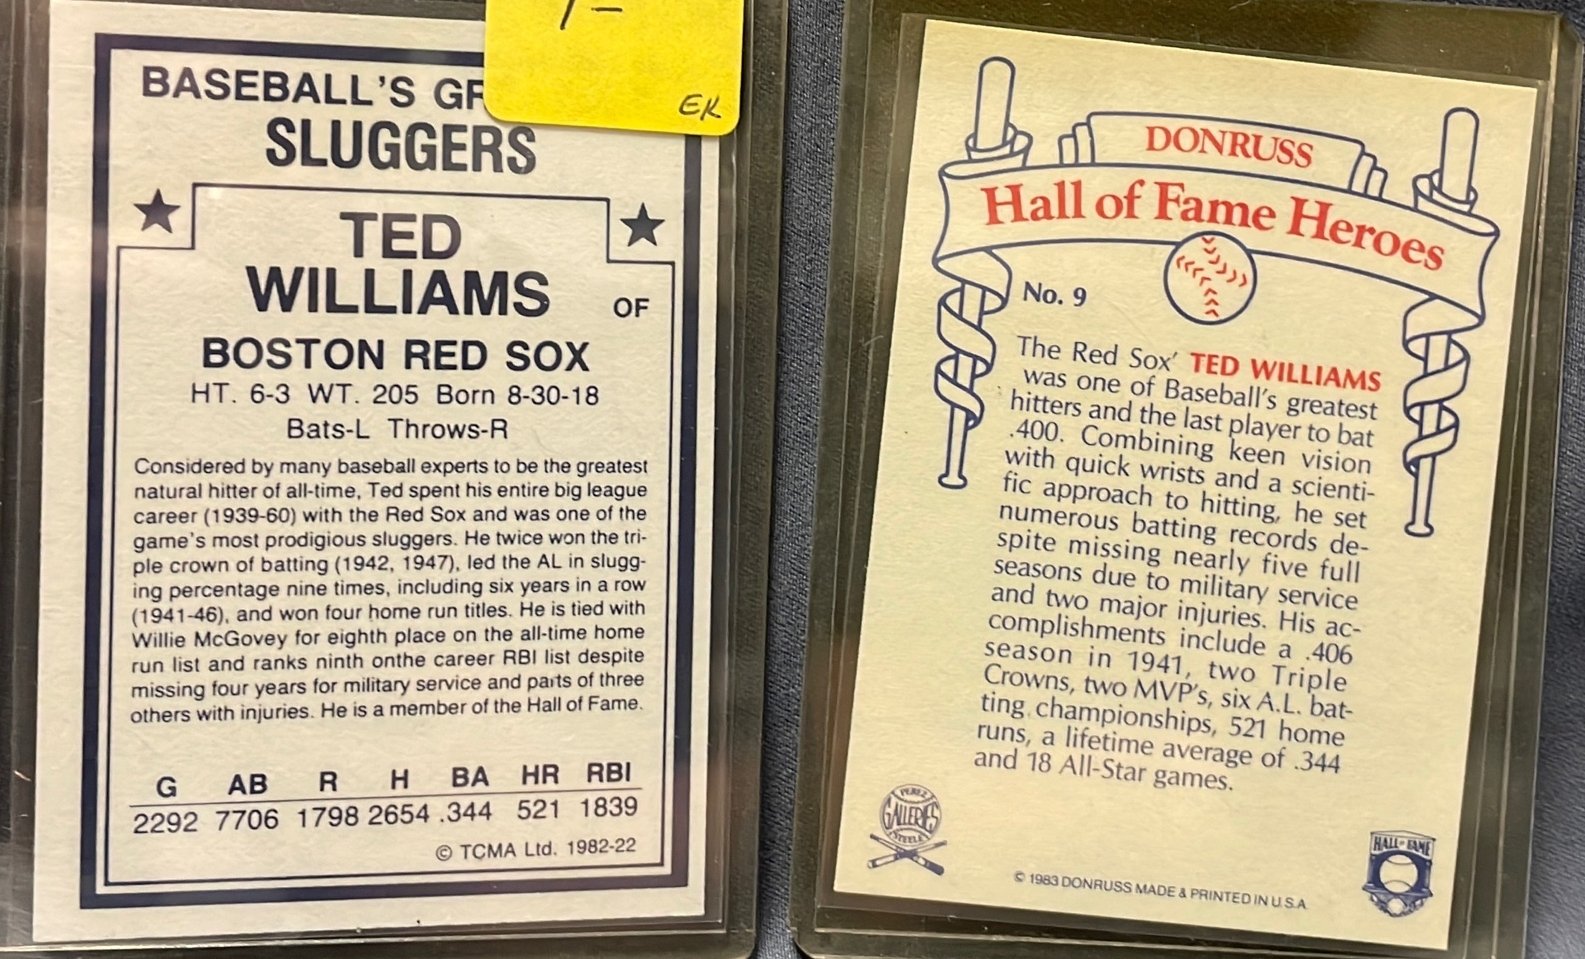 BASEBALL'S
SLUGGERS
TED
WILLIAMS OF
BOSTON RED SOX
HT. 6-3 WT. 205 Born 8-30-18
Bats-L Throws-R
Considered by many baseball experts to be the greatest
natural hitter of all-time, Ted spent his entire big league
career (1939-60) with the Red Sox and was one of the
game's most prodigious sluggers. He twice won the tri-
ple crown of batting (1942, 1947), led the AL in slugg-
ing percentage nine times, including six years in a row
(1941-46), and won four home run titles. He is tied with
Willie McGovey for eighth place on the all-time home
run list and ranks ninth onthe career RBI list despite
missing four years for military service and parts of three
others with injuries. He is a member of the Hall of Fame.
G AB R H BA HR RBI
2292 7706 1798 2654 .344 521 1839
© TCMA Ltd. 1982-22
EK
DONRUSS
Hall of Fame Heroes
No. 9
The Red Sox' TED WILLIAMS
was one of Baseball's greatest
hitters and the last player to bat
.400. Combining keen vision
with quick wrists and a scienti-
fic approach to hitting, he set
numerous batting records de-
spite missing nearly five full
seasons due to military service
and two major injuries. His ac-
complishments include a .406
season in 1941, two Triple
Crowns, two MVP's, six A.L. bat-
ting championships, 521 home
runs, a lifetime average of .344
and 18 All-Star games.
PEREZ
GALLERIES
STEELE
HALL OF FAME
© 1983 DONRUSS MADE & PRINTED IN U.S.A.